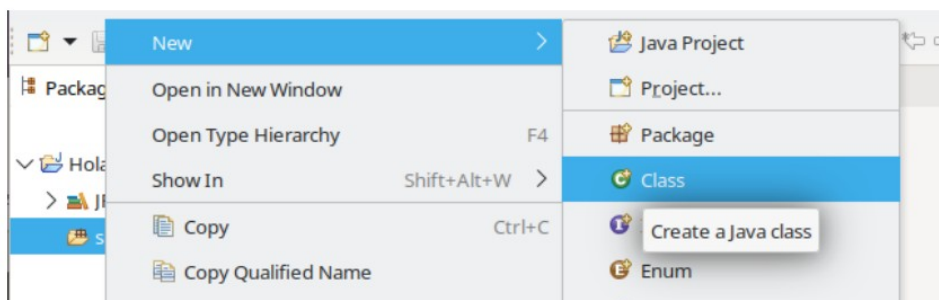 New
Open in New Window
Open Type Hierarchy F4
Show In Shift+Alt+W
Copy Ctrl+C
Copy Qualified Name
Java Project
Project...
Package
Class
Create a Java class
Enum
Packag
Hola